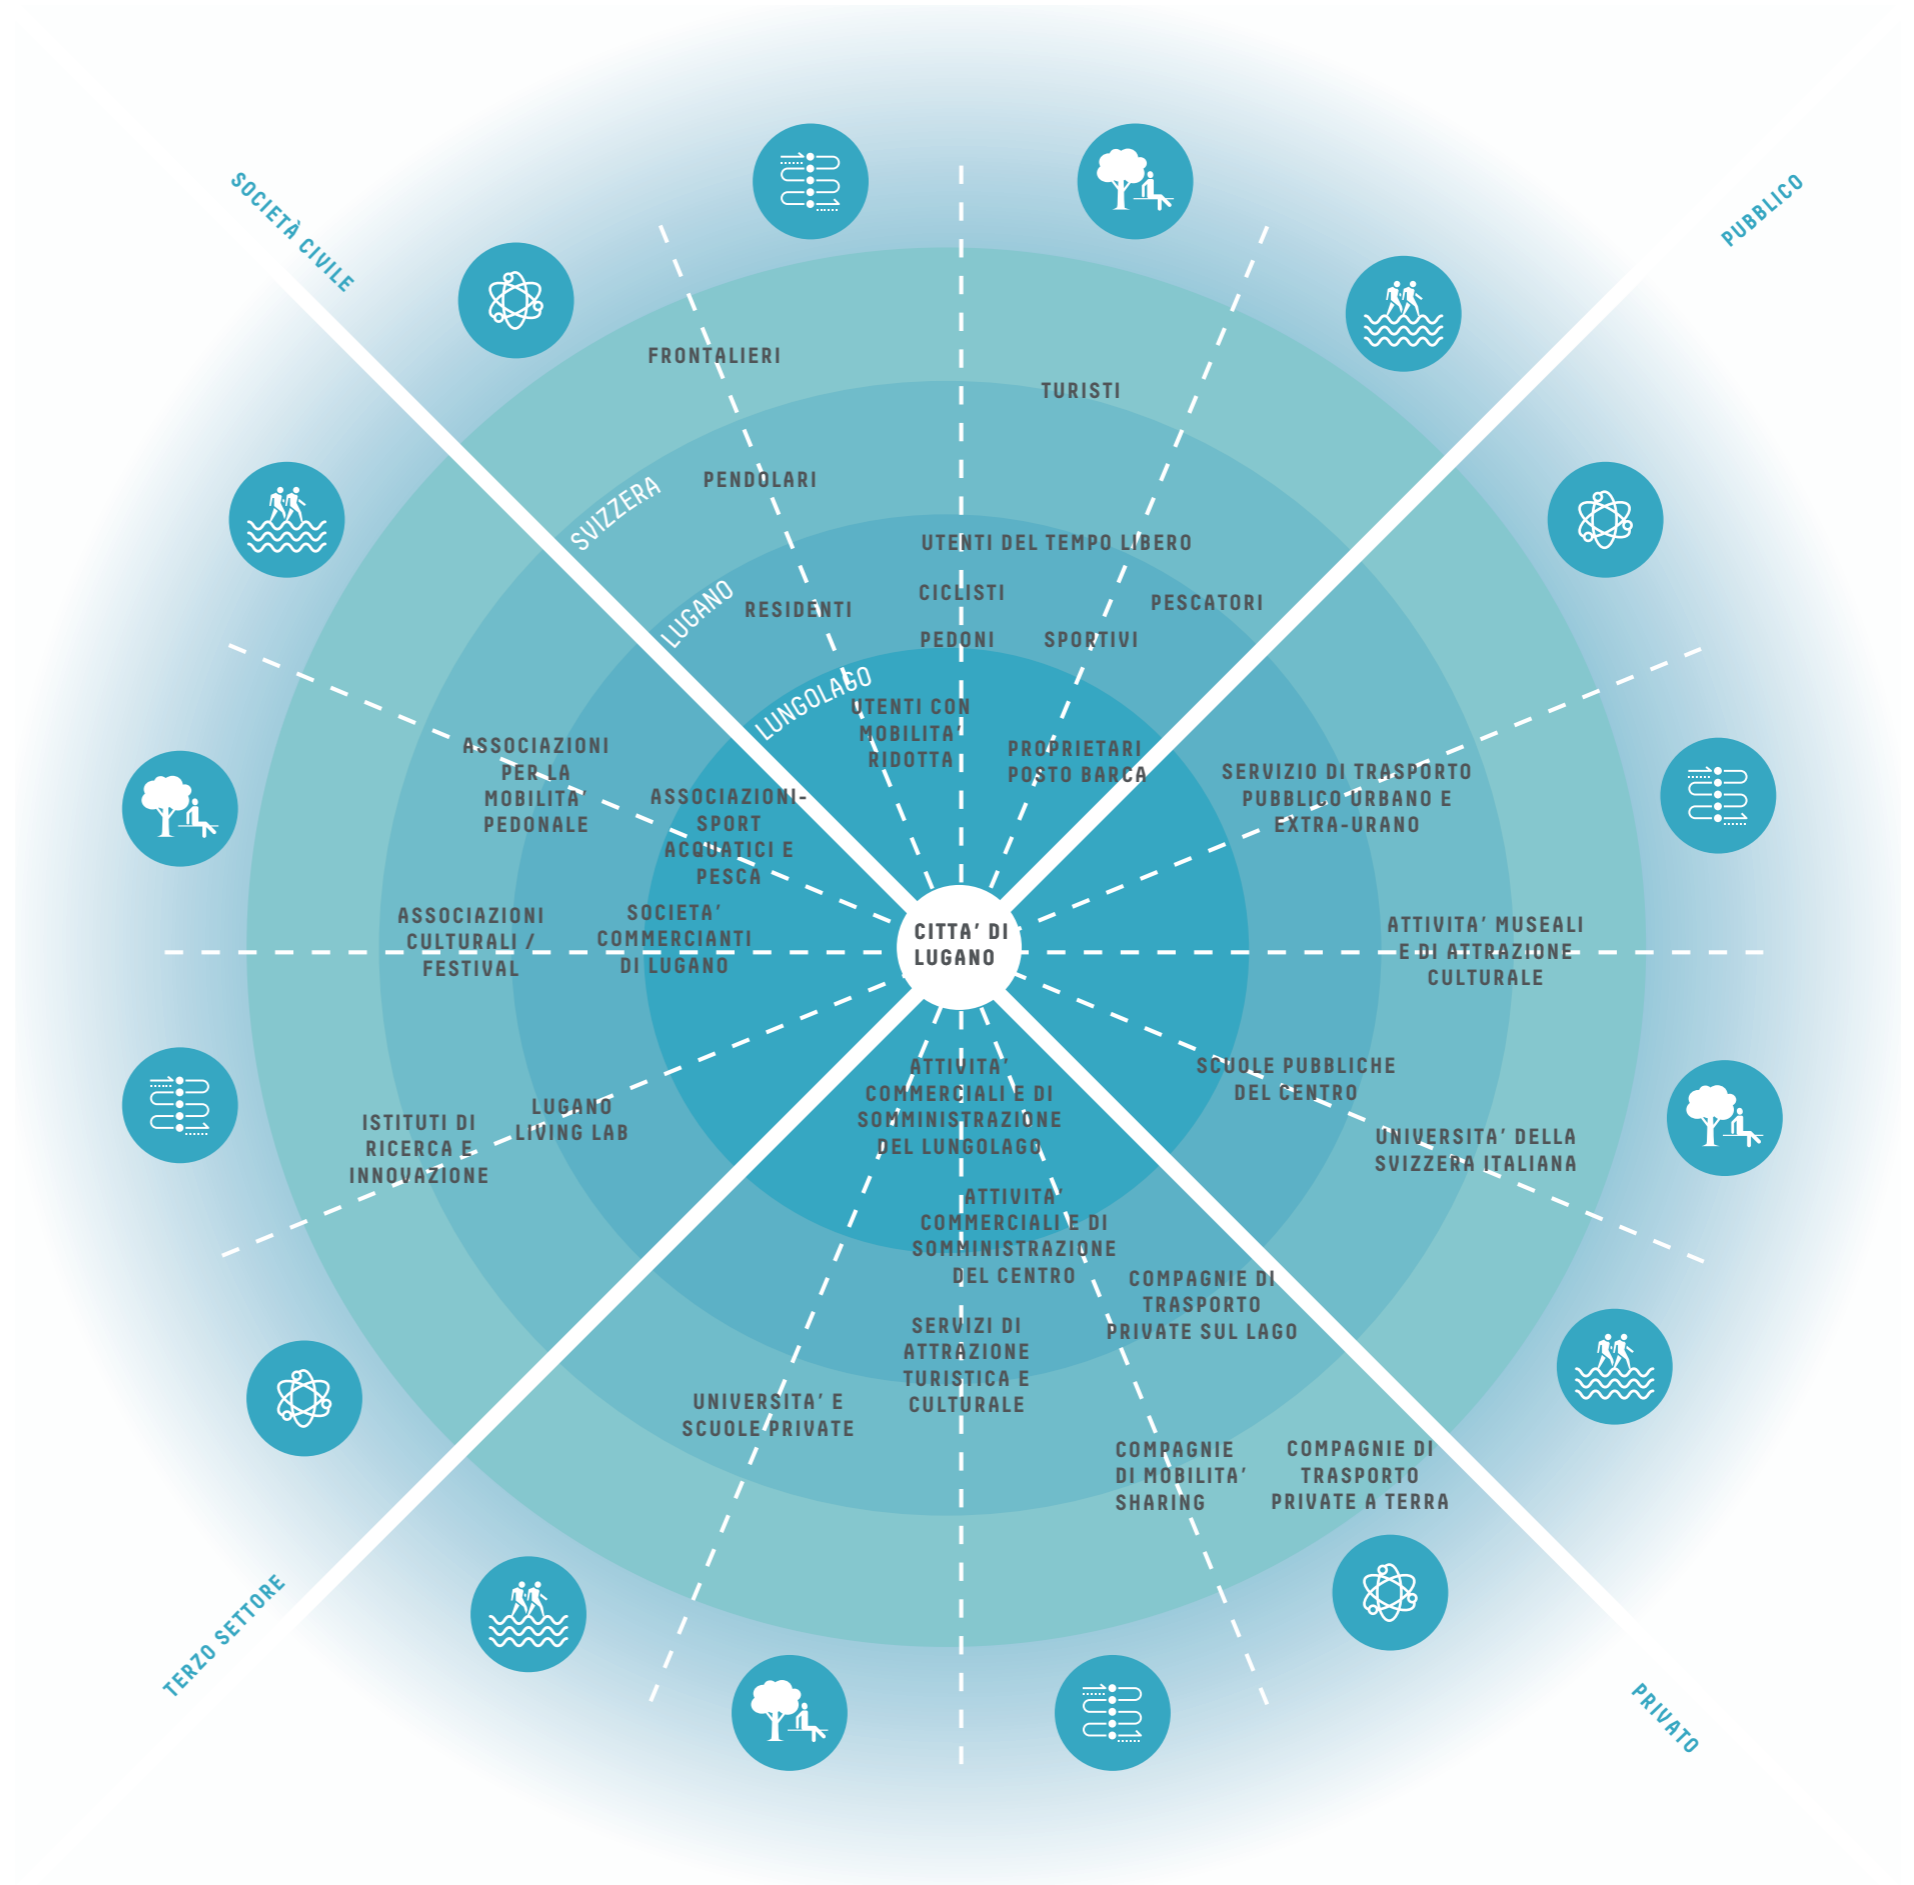 SOCIETÀ CIVILE
PUBBLICO
FRONTALIERI
TURISTI
PENDOLARI
SVIZZERA
UTENTI DEL TEMPO LIBERO
LUGANO
RESIDENTI
CICLISTI
PESCATORI
PEDONI
SPORTIVI
LUNGOLAGO
UTENTI CON
MOBILITA'
RIDOTTA
PROPRIETARI
POSTO BARCA
ASSOCIAZIONI
PER LA
MOBILITA'
PEDONALE
ASSOCIAZIONI-
SPORT
ACQUATICI E
PESCA
SERVIZIO DI TRASPORTO
PUBBLICO URBANO E
EXTRA-URANO
ASSOCIAZIONI
CULTURALI /
FESTIVAL
SOCIETA'
COMMERCIANTI
DI LUGANO
CITTA' DI
LUGANO
ATTIVITA' MUSEALI
E DI ATTRAZIONE
CULTURALE
SCUOLE PUBBLICHE
DEL CENTRO
UNIVERSITA' DELLA
SVIZZERA ITALIANA
ISTITUTI DI
RICERCA E
INNOVAZIONE
LUGANO
LIVING LAB
ATTIVITA'
COMMERCIALI E DI
SOMMINISTRAZIONE
DEL LUNGOLAGO
ATTIVITA'
COMMERCIALI E DI
SOMMINISTRAZIONE
DEL CENTRO
COMPAGNIE DI
TRASPORTO
PRIVATE SUL LAGO
SERVIZI DI
ATTRAZIONE
TURISTICA E
CULTURALE
UNIVERSITA' E
SCUOLE PRIVATE
COMPAGNIE
DI MOBILITA'
SHARING
COMPAGNIE DI
TRASPORTO
PRIVATE A TERRA
TERZO SETTORE
PRIVATO